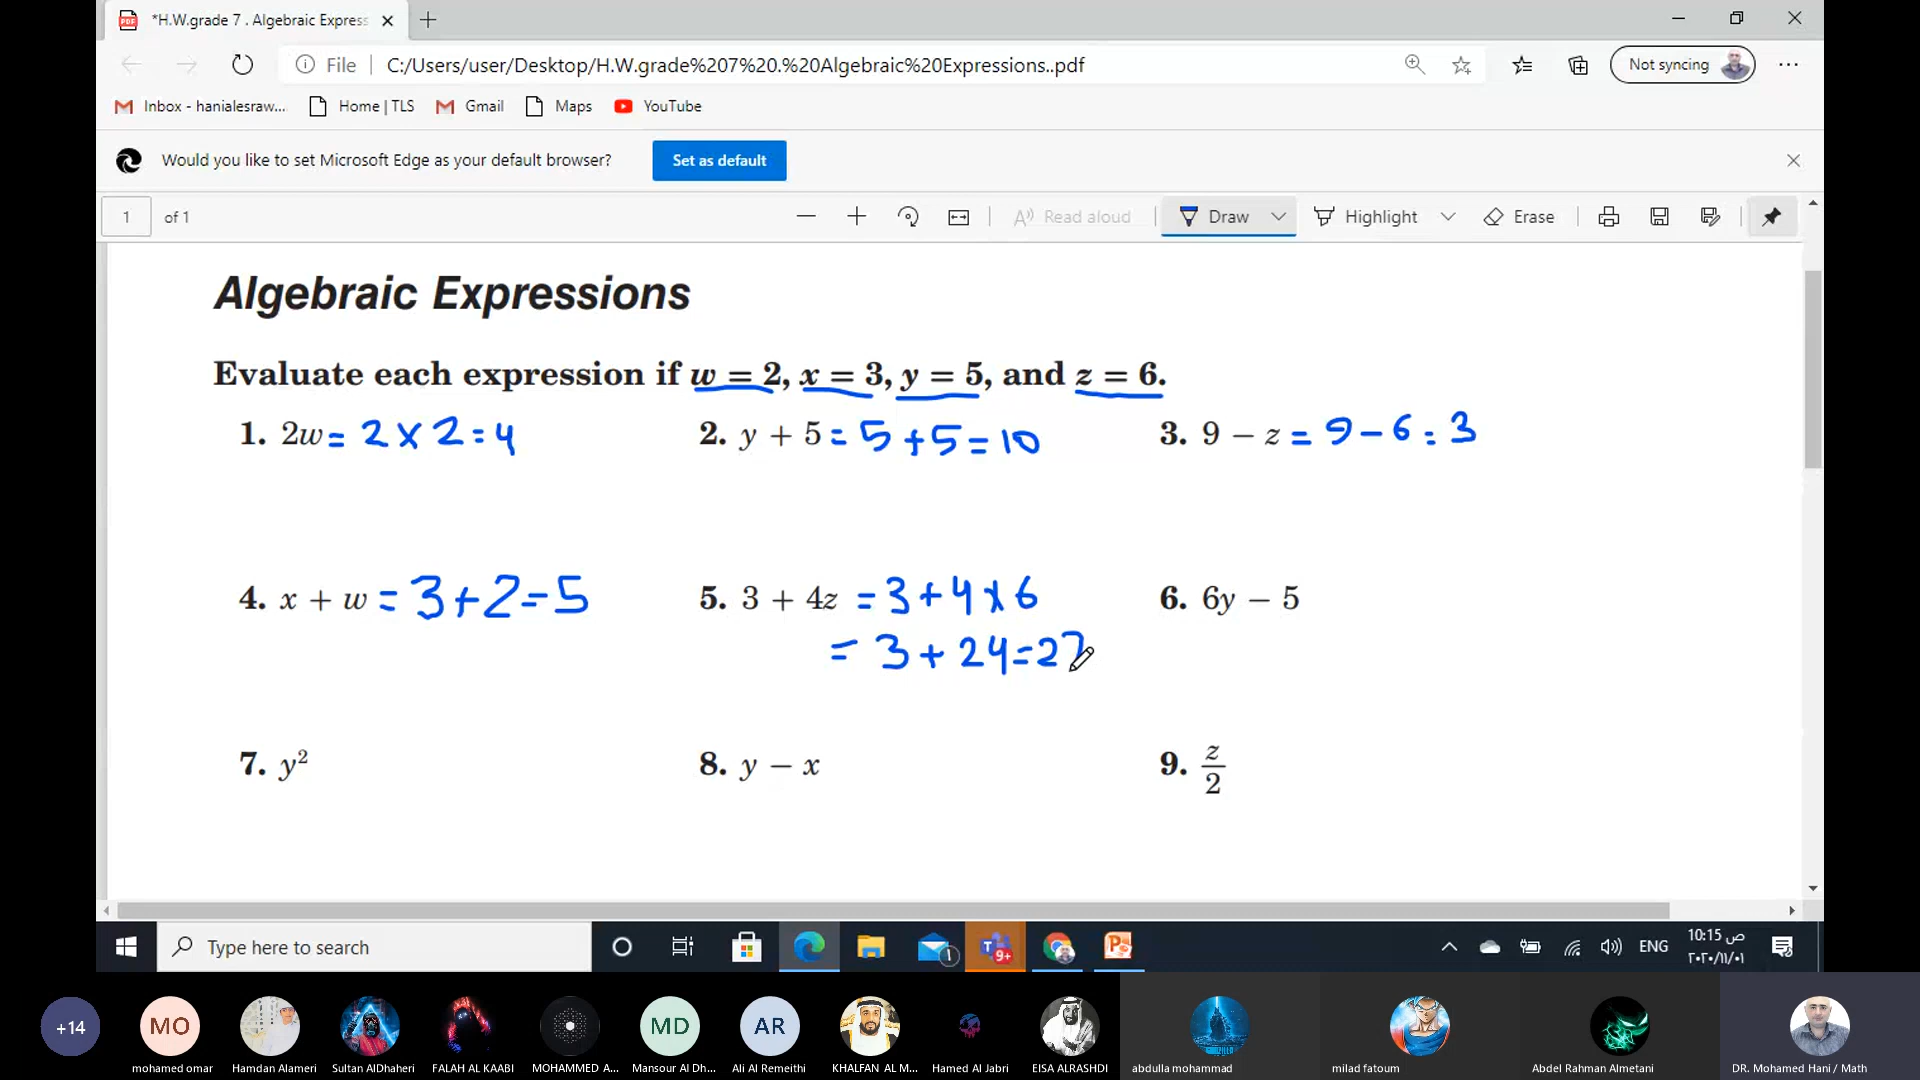 *H.W.grade 7 . Algebraic Express
File C:/Users/user/Desktop/H.W.grade%207%20.%20Algebraic%20Expressions..pdf Not syncing
Inbox - hanialesraw... Home | TLS Gmail Maps YouTube
Would you like to set Microsoft Edge as your default browser? Set as default
1 of 1 Read aloud Draw Highlight Erase
Algebraic Expressions
Evaluate each expression if w = 2, x = 3, y = 5, and z = 6.
1. 2w = 2 × 2 = 4 2. y + 5 = 5 + 5 = 10 3. 9 − z = 9 − 6 = 3
4. x + w = 3 + 2 = 5 5. 3 + 4z = 3 + 4 × 6 6. 6y − 5
= 3 + 24 = 27
7. y² 8. y − x 9. z/2
Type here to search 1 9+ ENG 10:15 ص
٢٠٢٠/١١/٠١
+14 MO MD AR
mohamed omar Hamdan Alameri Sultan AlDhaheri FALAH AL KAABI MOHAMMED A... Mansour Al Dh... Ali Al Remeithi KHALFAN AL M... Hamed Al Jabri EISA ALRASHDI abdulla mohammad milad fatoum Abdel Rahman Almetani DR. Mohamed Hani / Math